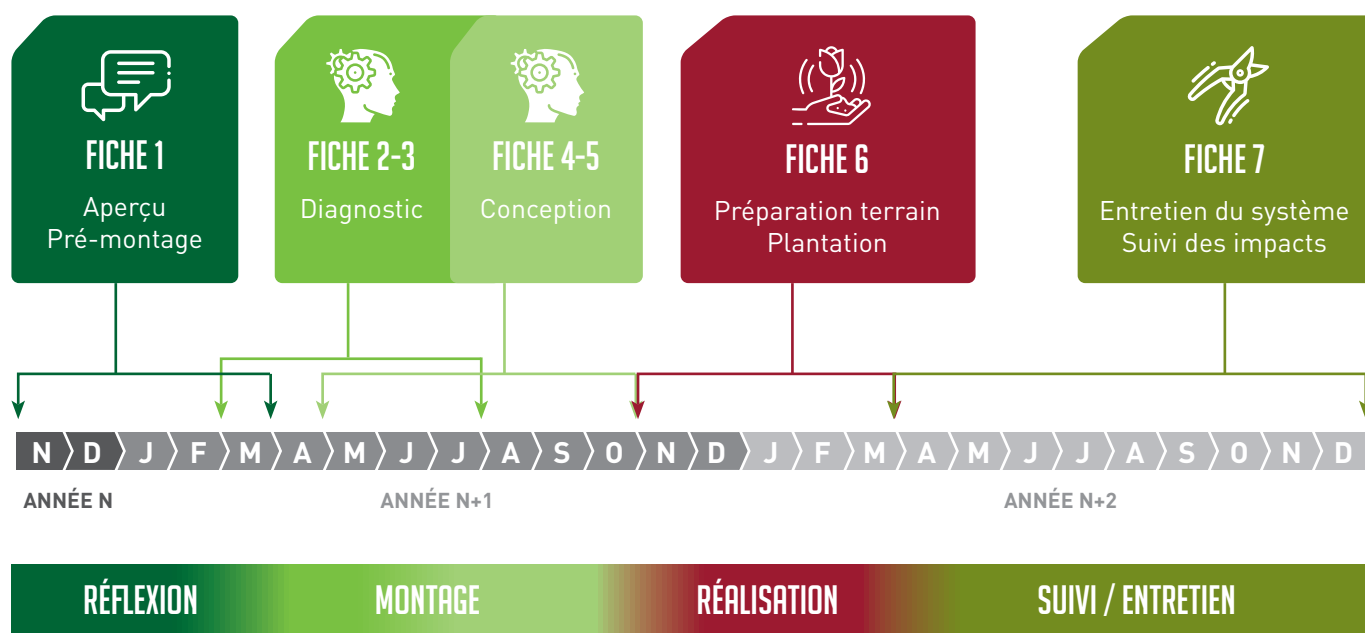 FICHE 1
Aperçu
Pré-montage
FICHE 2-3
Diagnostic
FICHE 4-5
Conception
FICHE 6
Préparation terrain
Plantation
FICHE 7
Entretien du système
Suivi des impacts
N D J F M A M J J A S O N D J F M A M J J A S O N D
ANNÉE N
ANNÉE N+1
ANNÉE N+2
RÉFLEXION
MONTAGE
RÉALISATION
SUIVI / ENTRETIEN